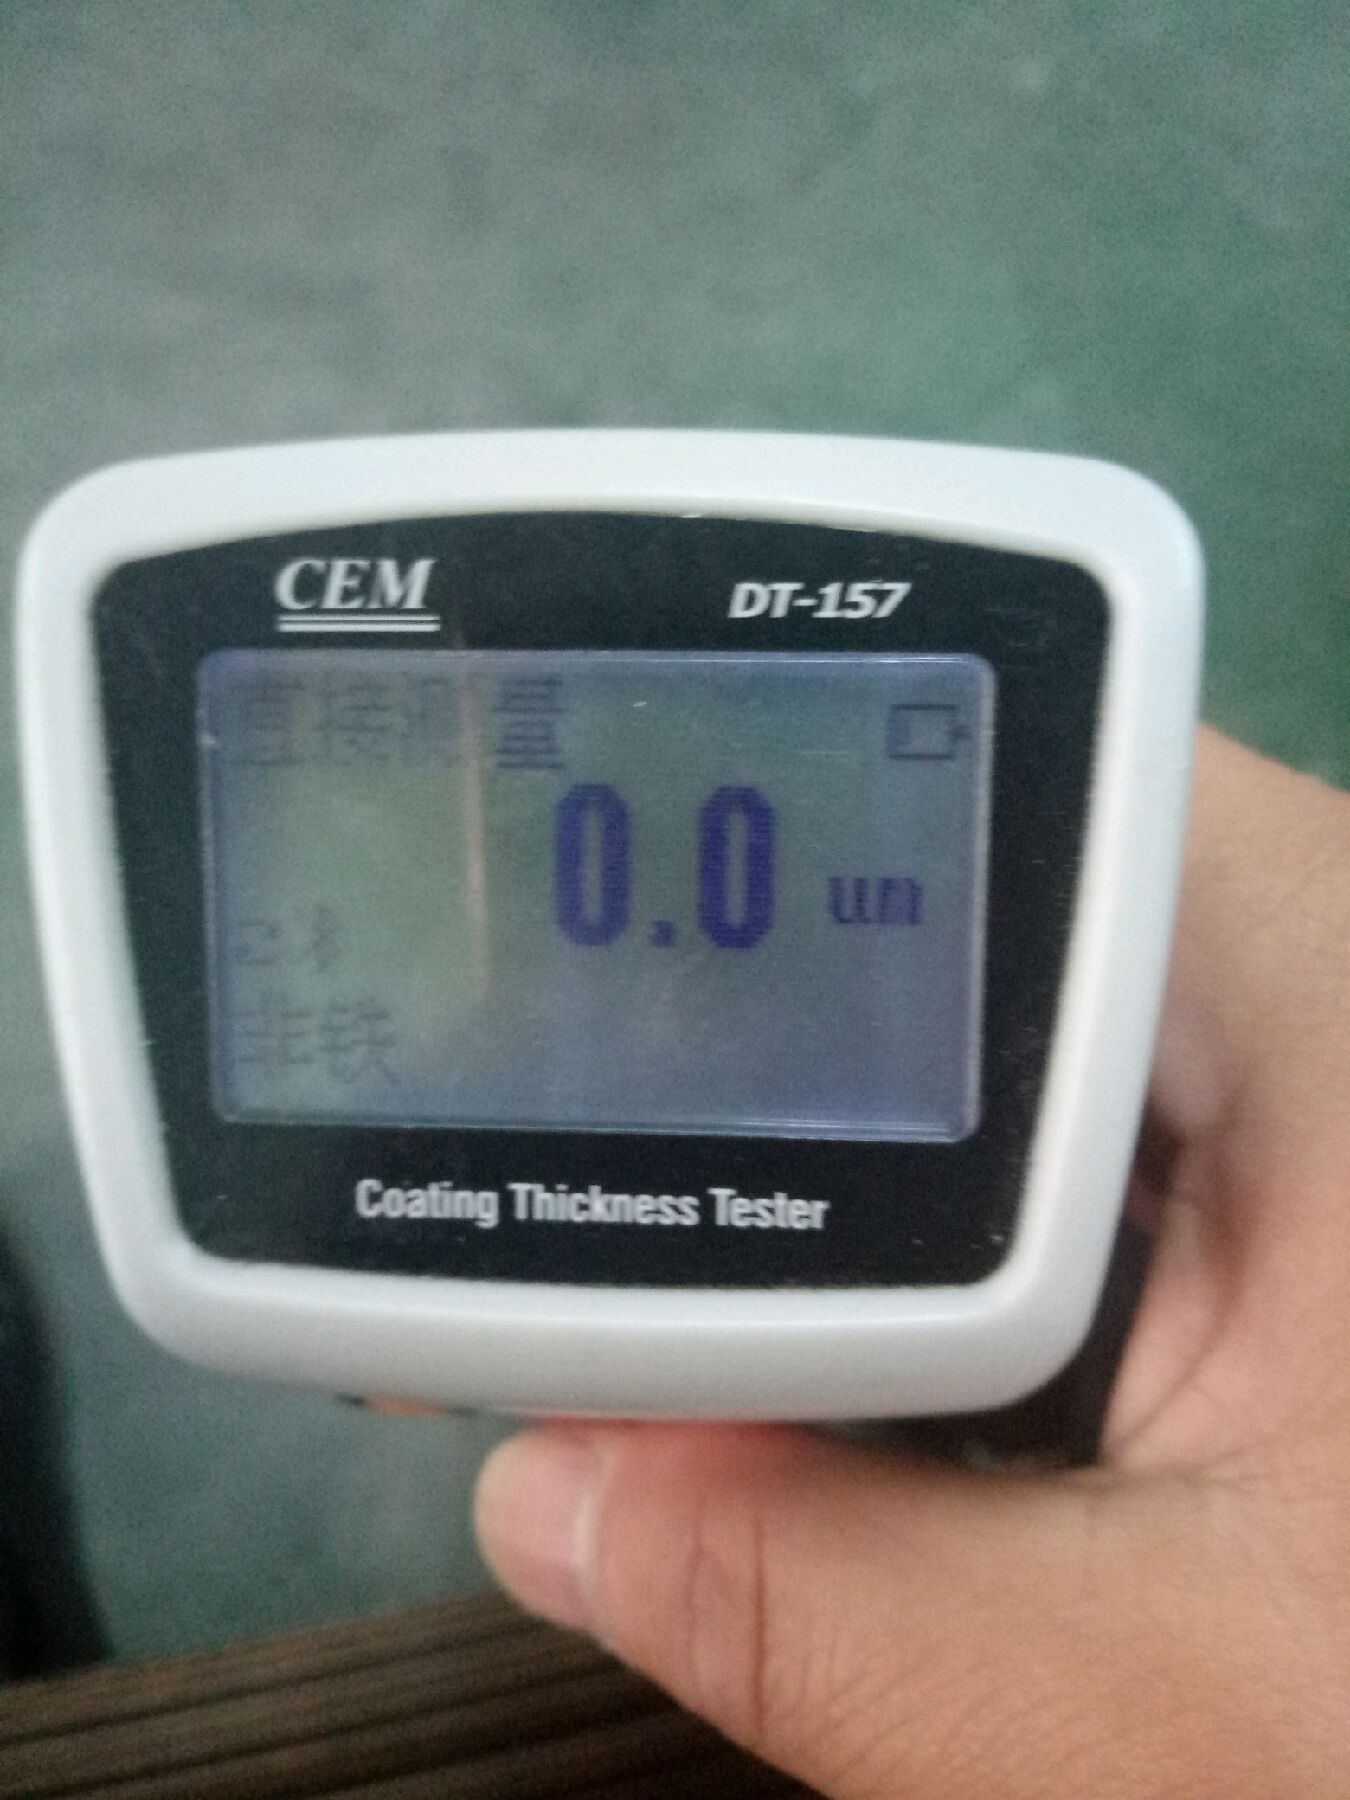 CEM
DT-157
直接测量
0.0 um
非铁
Coating Thickness Tester